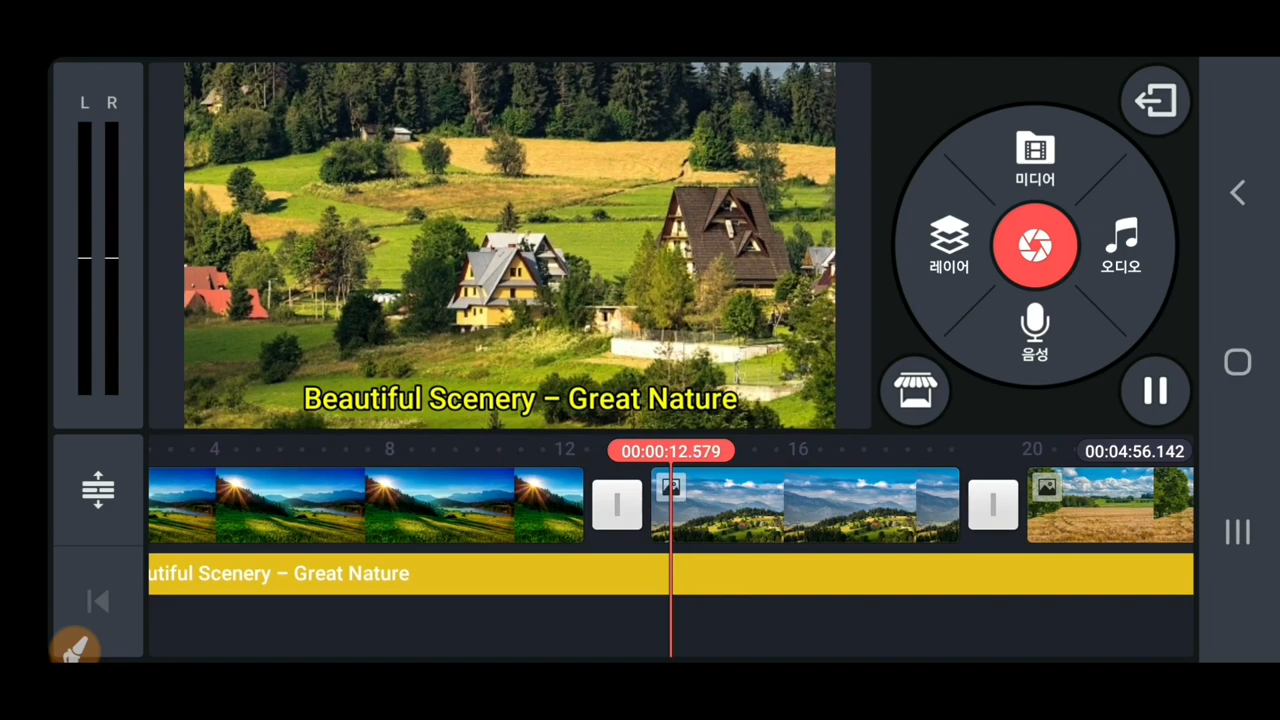 L R
미디어
레이어
오디오
음성
Beautiful Scenery – Great Nature
4 8 12 16 20
00:00:12.579
00:04:56.142
utiful Scenery – Great Nature